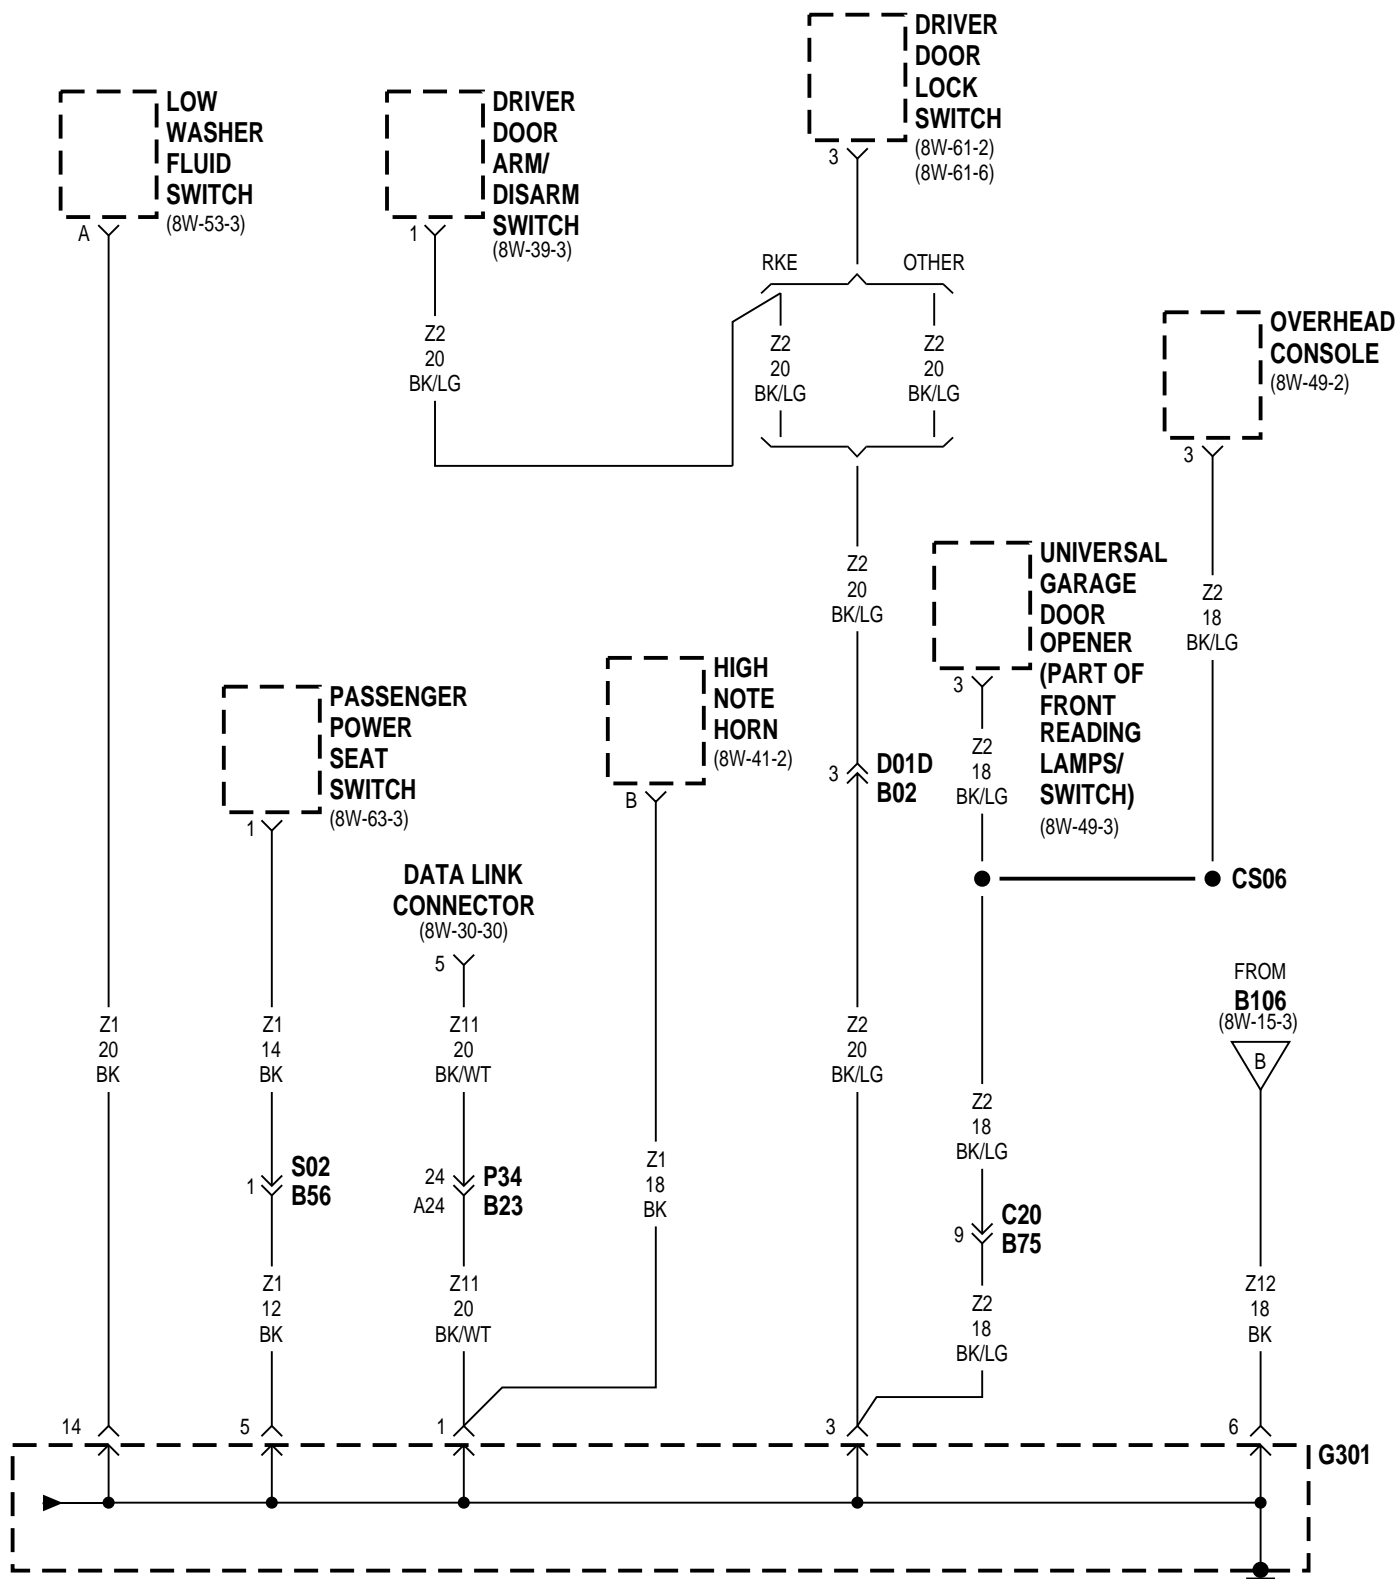 DRIVER
DOOR
LOCK
SWITCH
(8W-61-2)
(8W-61-6)
3
LOW
WASHER
FLUID
SWITCH
(8W-53-3)
A
DRIVER
DOOR
ARM/
DISARM
SWITCH
(8W-39-3)
1
RKE
OTHER
Z2
20
BK/LG
Z2
20
BK/LG
Z2
20
BK/LG
OVERHEAD
CONSOLE
(8W-49-2)
3
Z2
20
BK/LG
UNIVERSAL
GARAGE
DOOR
OPENER
(PART OF
FRONT
READING
LAMPS/
SWITCH)
(8W-49-3)
3
Z2
18
BK/LG
HIGH
NOTE
HORN
(8W-41-2)
B
PASSENGER
POWER
SEAT
SWITCH
(8W-63-3)
1
3
D01D
B02
Z2
18
BK/LG
DATA LINK
CONNECTOR
(8W-30-30)
5
CS06
FROM
B106
(8W-15-3)
B
Z1
20
BK
Z1
14
BK
Z11
20
BK/WT
Z2
20
BK/LG
Z2
18
BK/LG
1
S02
B56
24
A24
P34
B23
Z1
18
BK
9
C20
B75
Z1
12
BK
Z11
20
BK/WT
Z2
18
BK/LG
Z12
18
BK
14
5
1
3
6
G301